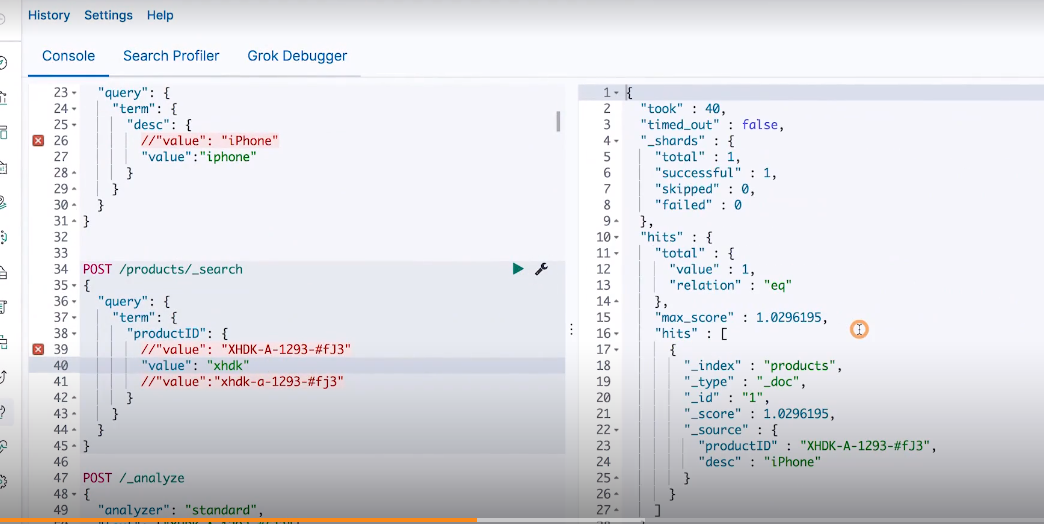 History Settings Help
Console Search Profiler Grok Debugger
23 "query": {
24 "term": {
25 "desc": {
26 //"value": "iPhone"
27 "value":"iphone"
28 }
29 }
30 }
31 }
32
33
34 POST /products/_search
35 {
36 "query": {
37 "term": {
38 "productID": {
39 //"value": "XHDK-A-1293-#fJ3"
40 "value": "xhdk"
41 //"value":"xhdk-a-1293-#fj3"
42 }
43 }
44 }
45 }
46
47 POST /_analyze
48 {
49 "analyzer": "standard",
1 {
2 "took" : 40,
3 "timed_out" : false,
4 "_shards" : {
5 "total" : 1,
6 "successful" : 1,
7 "skipped" : 0,
8 "failed" : 0
9 },
10 "hits" : {
11 "total" : {
12 "value" : 1,
13 "relation" : "eq"
14 },
15 "max_score" : 1.0296195,
16 "hits" : [
17 {
18 "_index" : "products",
19 "_type" : "_doc",
20 "_id" : "1",
21 "_score" : 1.0296195,
22 "_source" : {
23 "productID" : "XHDK-A-1293-#fJ3",
24 "desc" : "iPhone"
25 }
26 }
27 ]